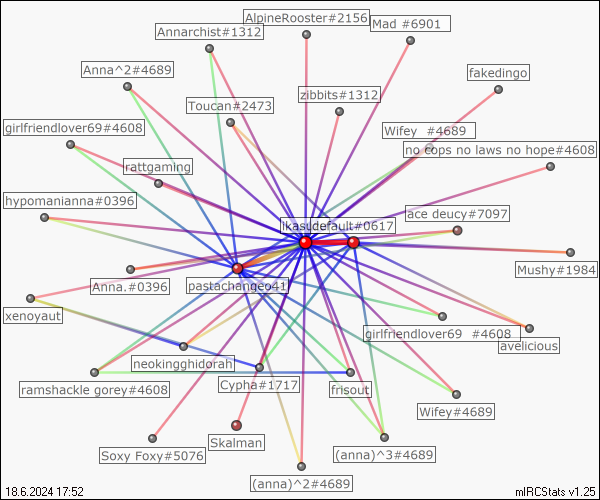 AlpineRooster#2156
Mad #6901
Annarchist#1312
Anna^2#4689
fakedingo
zibbits#1312
Toucan#2473
girlfriendlover69#4608
Wifey #4689
no cops no laws no hope#4608
rattgaming
hypomanianna#0396
ace deucy#7097
default#0617
Mushy#1984
Anna.#0396
pastachangeo41
xenoyaut
girlfriendlover69 #4608
avelicious
neokingghidorah
ramshackle gorey#4608
Cypha#1717
frisout
Wifey#4689
Skalman
Soxy Foxy#5076
(anna)^3#4689
(anna)^2#4689
18.6.2024 17:52
mIRCStats v1.25